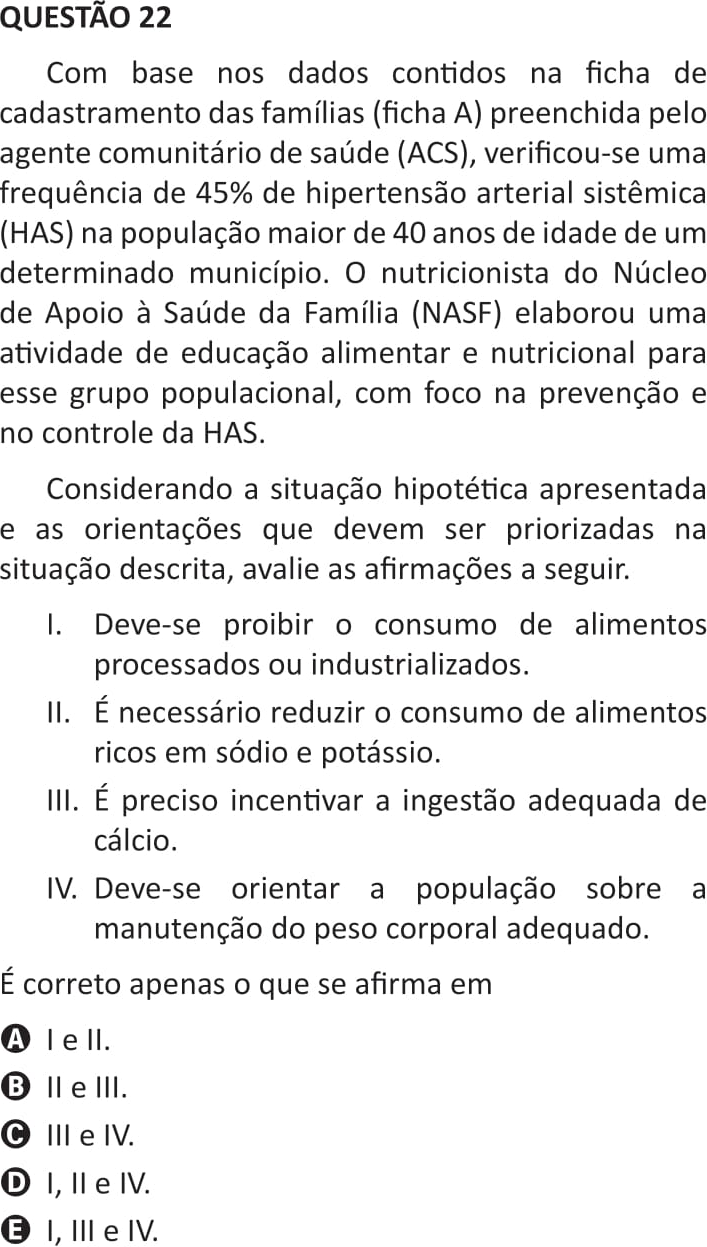 QUESTÃO 22
Com base nos dados contidos na ficha de
cadastramento das famílias (ficha A) preenchida pelo
agente comunitário de saúde (ACS), verificou-se uma
frequência de 45% de hipertensão arterial sistêmica
(HAS) na população maior de 40 anos de idade de um
determinado município. O nutricionista do Núcleo
de Apoio à Saúde da Família (NASF) elaborou uma
atividade de educação alimentar e nutricional para
esse grupo populacional, com foco na prevenção e
no controle da HAS.
Considerando a situação hipotética apresentada
e as orientações que devem ser priorizadas na
situação descrita, avalie as afirmações a seguir.
I. Deve-se proibir o consumo de alimentos
processados ou industrializados.
II. É necessário reduzir o consumo de alimentos
ricos em sódio e potássio.
III. É preciso incentivar a ingestão adequada de
cálcio.
IV. Deve-se orientar a população sobre a
manutenção do peso corporal adequado.
É correto apenas o que se afirma em
A I e II.
B II e III.
C III e IV.
D I, II e IV.
E I, III e IV.